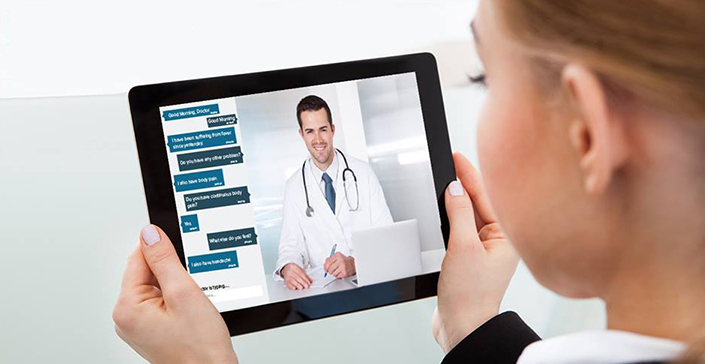 Good Morning, Doctor
Good Morning
I have been suffering from fever
since yesterday
Do you have any other problem
I also have body pain
Do you have continuous body
pain?
Yes
What else do you feel?
I also have headache
is typing...